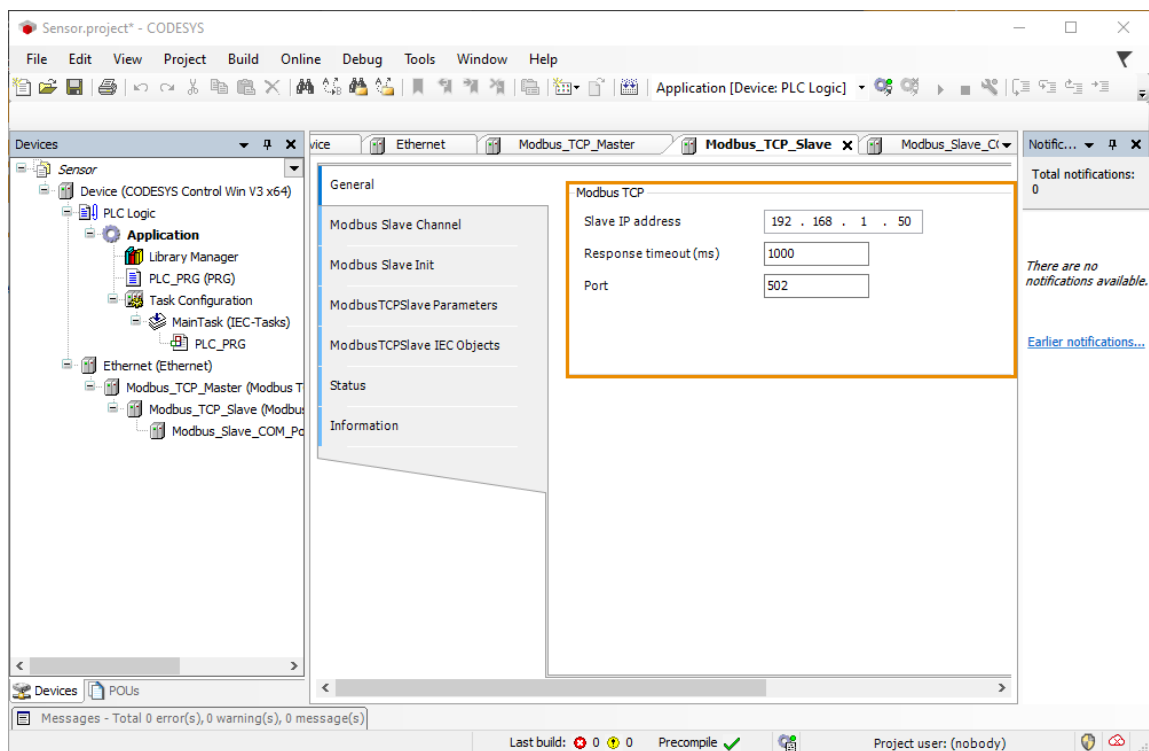 Sensor.project* - CODESYS
File Edit View Project Build Online Debug Tools Window Help
Application [Device: PLC Logic]
Devices
Sensor
Device (CODESYS Control Win V3 x64)
PLC Logic
Application
Library Manager
PLC_PRG (PRG)
Task Configuration
MainTask (IEC-Tasks)
PLC_PRG
Ethernet (Ethernet)
Modbus_TCP_Master (Modbus T
Modbus_TCP_Slave (Modbu
Modbus_Slave_COM_Po
Devices POUs
vice Ethernet Modbus_TCP_Master Modbus_TCP_Slave Modbus_Slave_C(
General
Modbus Slave Channel
Modbus Slave Init
ModbusTCPSlave Parameters
ModbusTCPSlave IEC Objects
Status
Information
Modbus TCP
Slave IP address 192 . 168 . 1 . 50
Response timeout (ms) 1000
Port 502
Notific...
Total notifications:
0
There are no
notifications available.
Earlier notifications...
Messages - Total 0 error(s), 0 warning(s), 0 message(s)
Last build: 0 0 Precompile Project user: (nobody)